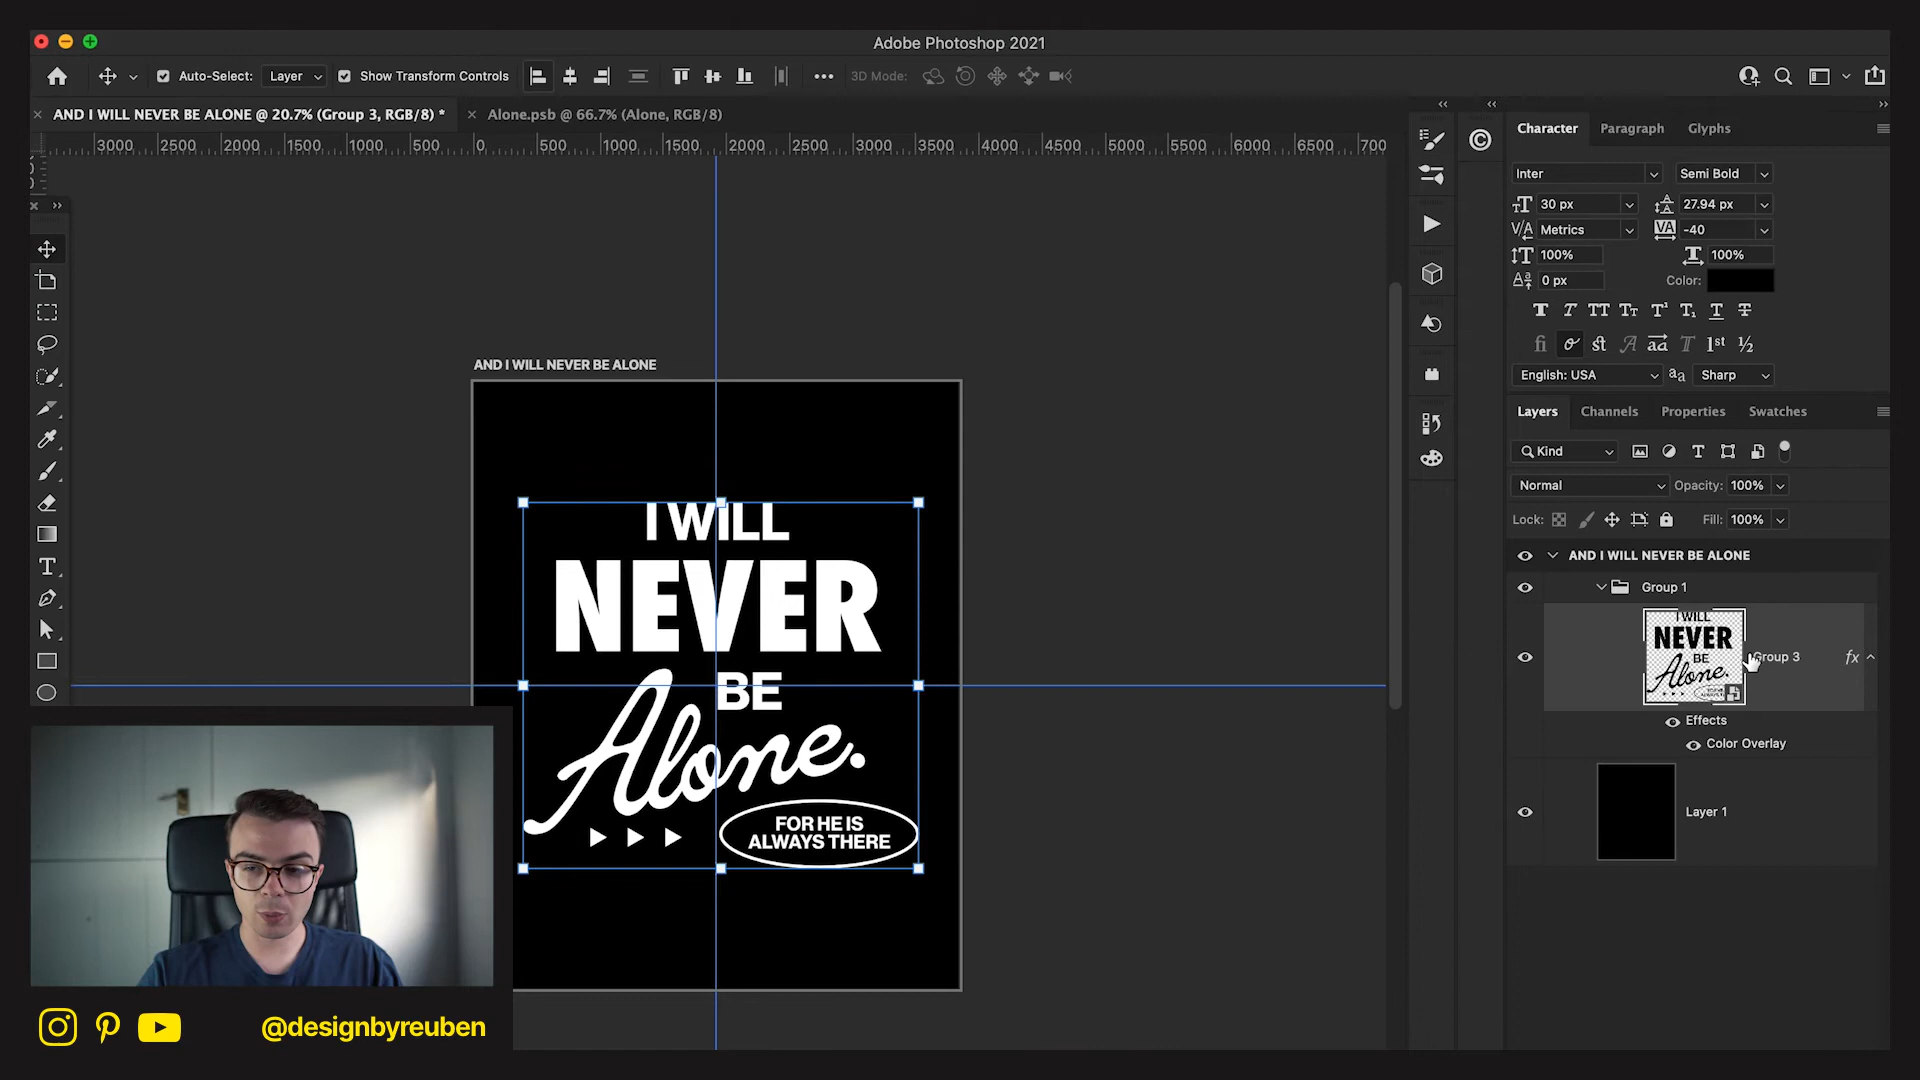 Adobe Photoshop 2021
Auto-Select: Layer Show Transform Controls 3D Mode:
AND I WILL NEVER BE ALONE @ 20.7% (Group 3, RGB/8) *
Alone.psb @ 66.7% (Alone, RGB/8)
3000 2500 2000 1500 1000 500 0 500 1000 1500 2000 2500 3000 3500 4000 4500 5000 5500 6000 6500 700
AND I WILL NEVER BE ALONE
I WILL
NEVER
BE
Alone.
FOR HE IS
ALWAYS THERE
@designbyreuben
Character Paragraph Glyphs
Inter Semi Bold
30 px 27.94 px
Metrics -40
100% 100%
0 px Color:
English: USA Sharp
Layers Channels Properties Swatches
Kind
Normal Opacity: 100%
Lock: Fill: 100%
AND I WILL NEVER BE ALONE
Group 1
I WILL
NEVER
BE
Alone.
Group 3 fx
Effects
Color Overlay
Layer 1